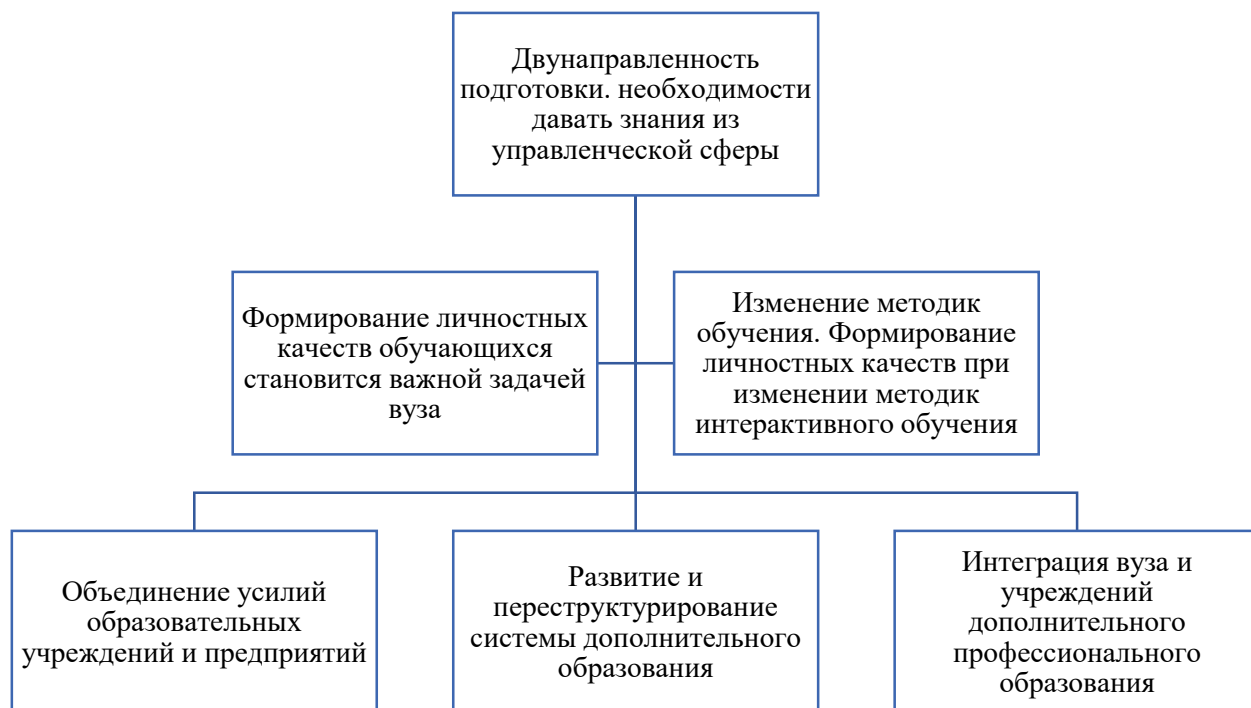 Двунаправленность
подготовки. необходимости
давать знания из
управленческой сферы
Формирование личностных
качеств обучающихся
становится важной задачей
вуза
Изменение методик
обучения. Формирование
личностных качеств при
изменении методик
интерактивного обучения
Объединение усилий
образовательных
учреждений и предприятий
Развитие и
переструктурирование
системы дополнительного
образования
Интеграция вуза и
учреждений
дополнительного
профессионального
образования